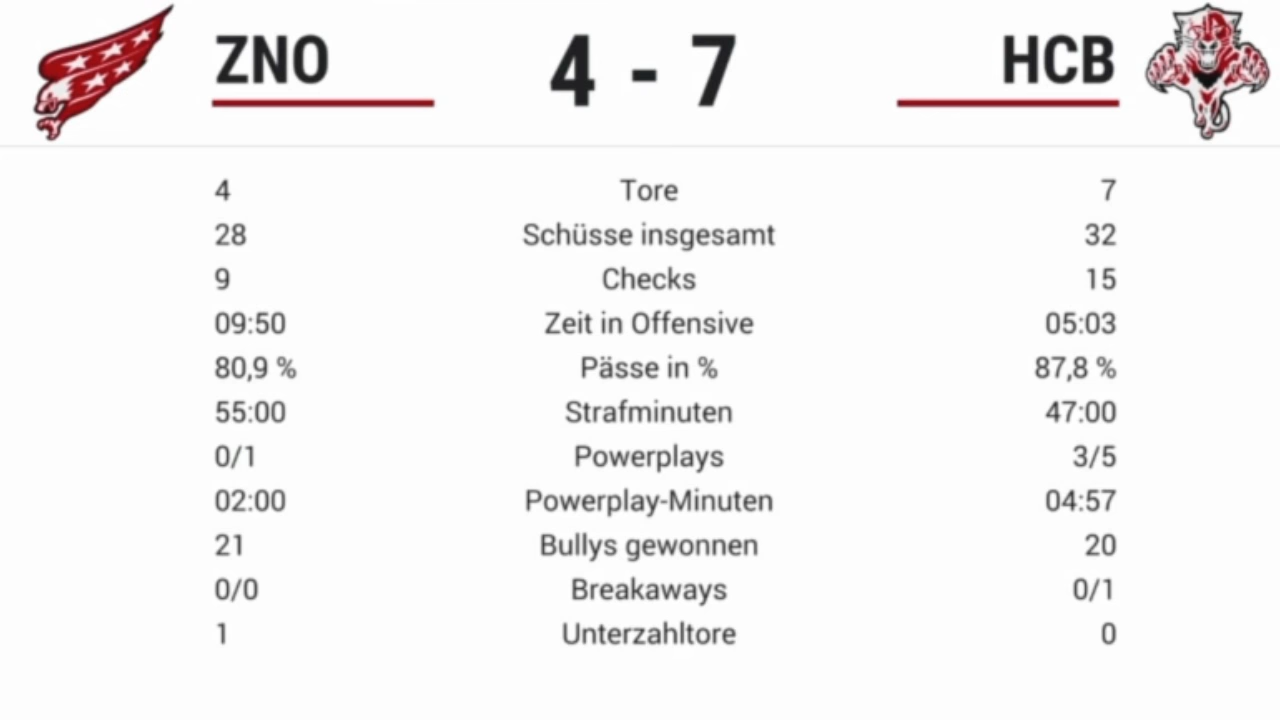 ZNO 4 - 7 HCB
4 Tore 7
28 Schüsse insgesamt 32
9 Checks 15
09:50 Zeit in Offensive 05:03
80,9 % Pässe in % 87,8 %
55:00 Strafminuten 47:00
0/1 Powerplays 3/5
02:00 Powerplay-Minuten 04:57
21 Bullys gewonnen 20
0/0 Breakaways 0/1
1 Unterzahltore 0